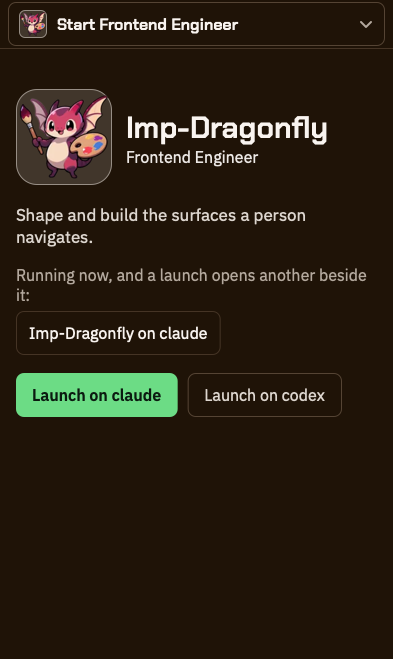 Start Frontend Engineer
Imp-Dragonfly
Frontend Engineer
Shape and build the surfaces a person
navigates.
Running now, and a launch opens another beside
it:
Imp-Dragonfly on claude
Launch on claude
Launch on codex